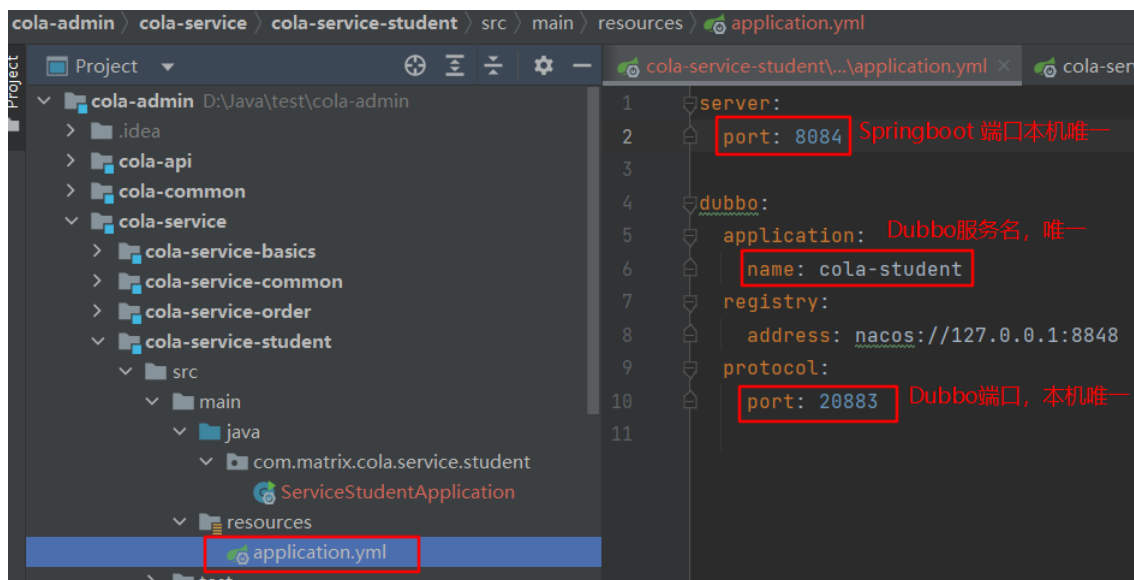 cola-admin 〉 cola-service 〉 cola-service-student 〉 src 〉 main 〉 resources 〉 application.yml
Project
Project
cola-service-student\...\application.yml × cola-ser
cola-admin D:\Java\test\cola-admin
.idea
cola-api
cola-common
cola-service
cola-service-basics
cola-service-common
cola-service-order
cola-service-student
src
main
java
com.matrix.cola.service.student
ServiceStudentApplication
resources
application.yml
test
1 server:
2 port: 8084 Springboot 端口本机唯一
3
4 dubbo:
5 application: Dubbo服务名，唯一
6 name: cola-student
7 registry:
8 address: nacos://127.0.0.1:8848
9 protocol:
10 port: 20883 Dubbo端口，本机唯一
11